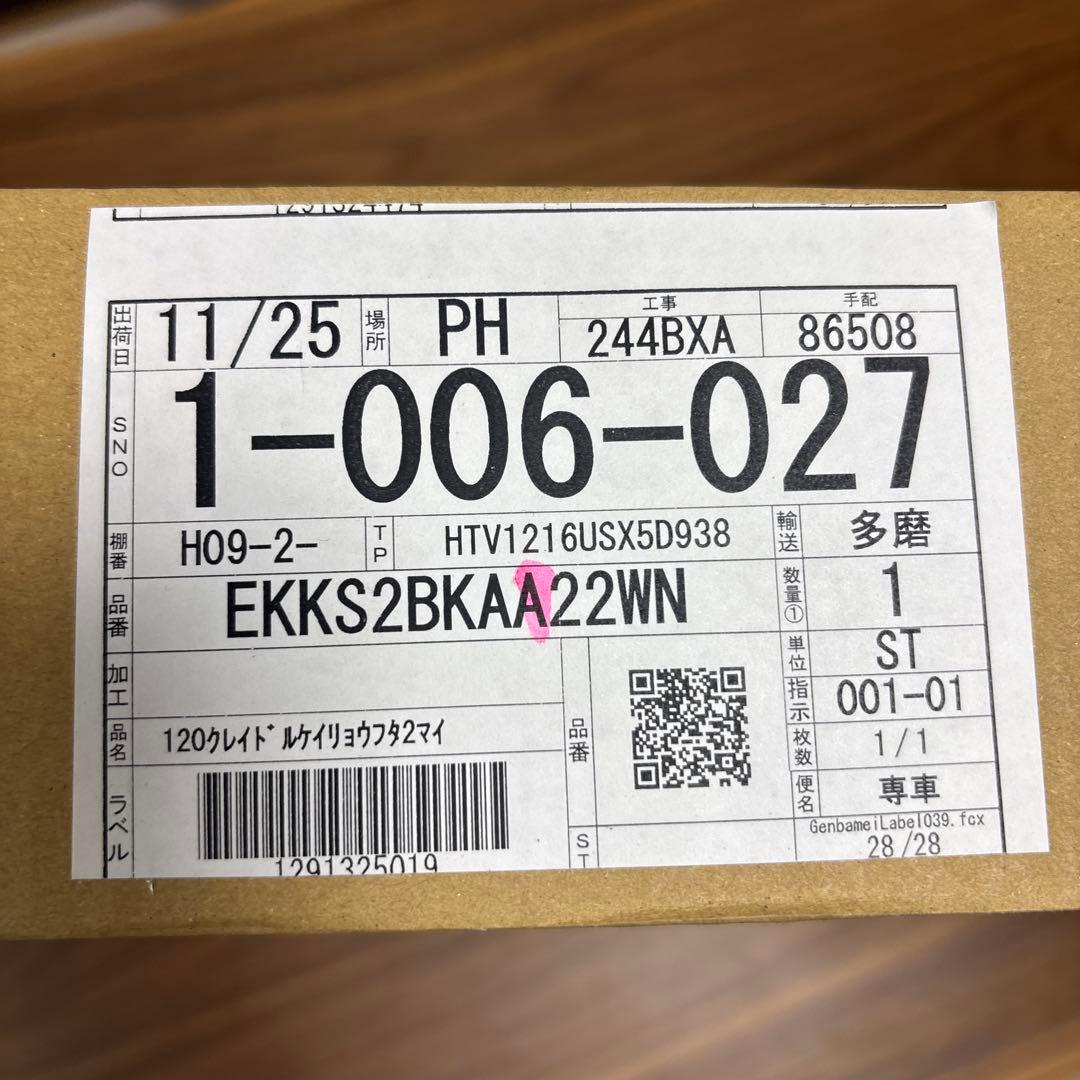 出荷日 11/25 場所 PH 工事 244BXA 手配 86508
SNO 1-006-027
棚番 H09-2- TP HTV1216USX5D938 輸送 多磨
品番 EKKS2BKAA22WN 数量① 1
加工 単位 ST
指示 001-01
品名 120クレイドルケイリョウフタ2マイ 品番 枚数 1/1
ラベル 便名 専車
1291325019 ST GenbameiLabel039.fcx
28/28